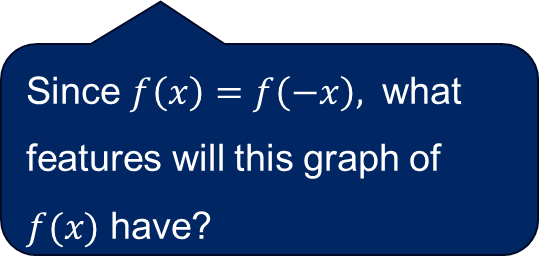 Since f(x) = f(−x), what
features will this graph of
f(x) have?